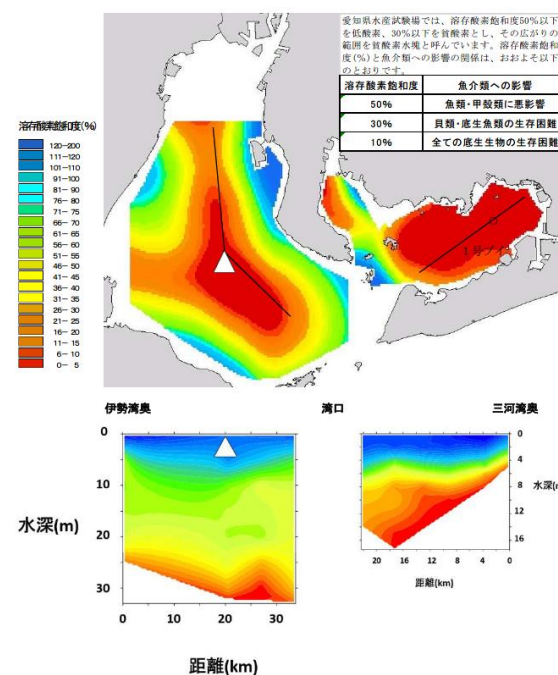 愛知県水産試験場では、溶存酸素飽和度50%以下
を低酸素、30%以下を貧酸素とし、その広がりの
範囲を貧酸素水塊と呼んでいます。溶存酸素飽和
度(%)と魚介類への影響の関係は、おおよそ以下
のとおりです。
溶存酸素飽和度 魚介類への影響
50% 魚類・甲殻類に悪影響
30% 貝類・底生魚類の生存困難
10% 全ての底生生物の生存困難
溶存酸素飽和度(%)
120-200
111-120
101-110
91-100
81-90
76-80
71-75
66-70
61-65
56-60
51-55
46-50
41-45
36-40
31-35
26-30
21-25
16-20
11-15
6-10
0-5
1号ブイ
伊勢湾奥 湾口 三河湾奥
0
10
20
30
水深(m)
0 10 20 30
距離(km)
0
4
8
12
16
20 16 12 8 4 0
距離(km)